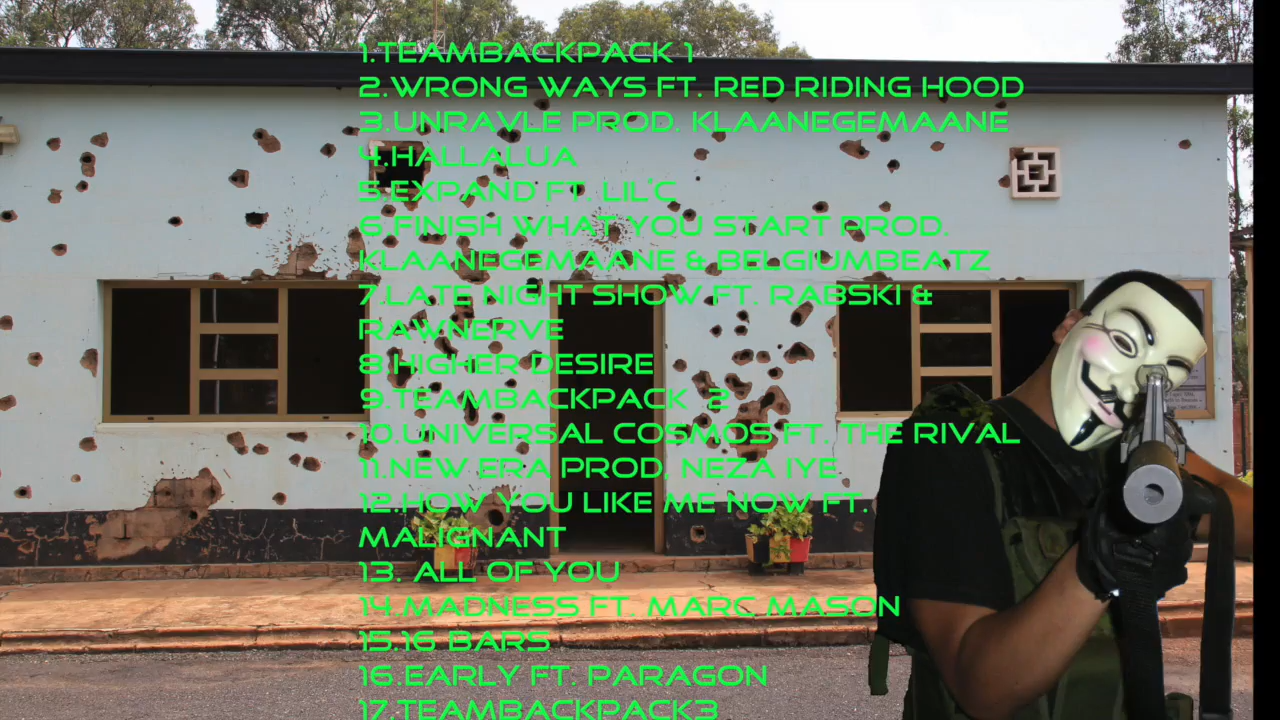 1.TEAMBACKPACK 1
2.WRONG WAYS FT. RED RIDING HOOD
3.UNRAVLE PROD. KLAANEGEMAANE
4.HALLALUA
5.EXPAND FT. LIL'C
6.FINISH WHAT YOU START PROD.
KLAANEGEMAANE & BELGIUMBEATZ
7.LATE NIGHT SHOW FT. RABSKI &
RAWNERVE
8.HIGHER DESIRE
9.TEAMBACKPACK 2
10.UNIVERSAL COSMOS FT. THE RIVAL
11.NEW ERA PROD. NEZA IYE
12.HOW YOU LIKE ME NOW FT.
MALIGNANT
13. ALL OF YOU
14.MADNESS FT. MARC MASON
15.16 BARS
16.EARLY FT. PARAGON
17.TEAMBACKPACK3